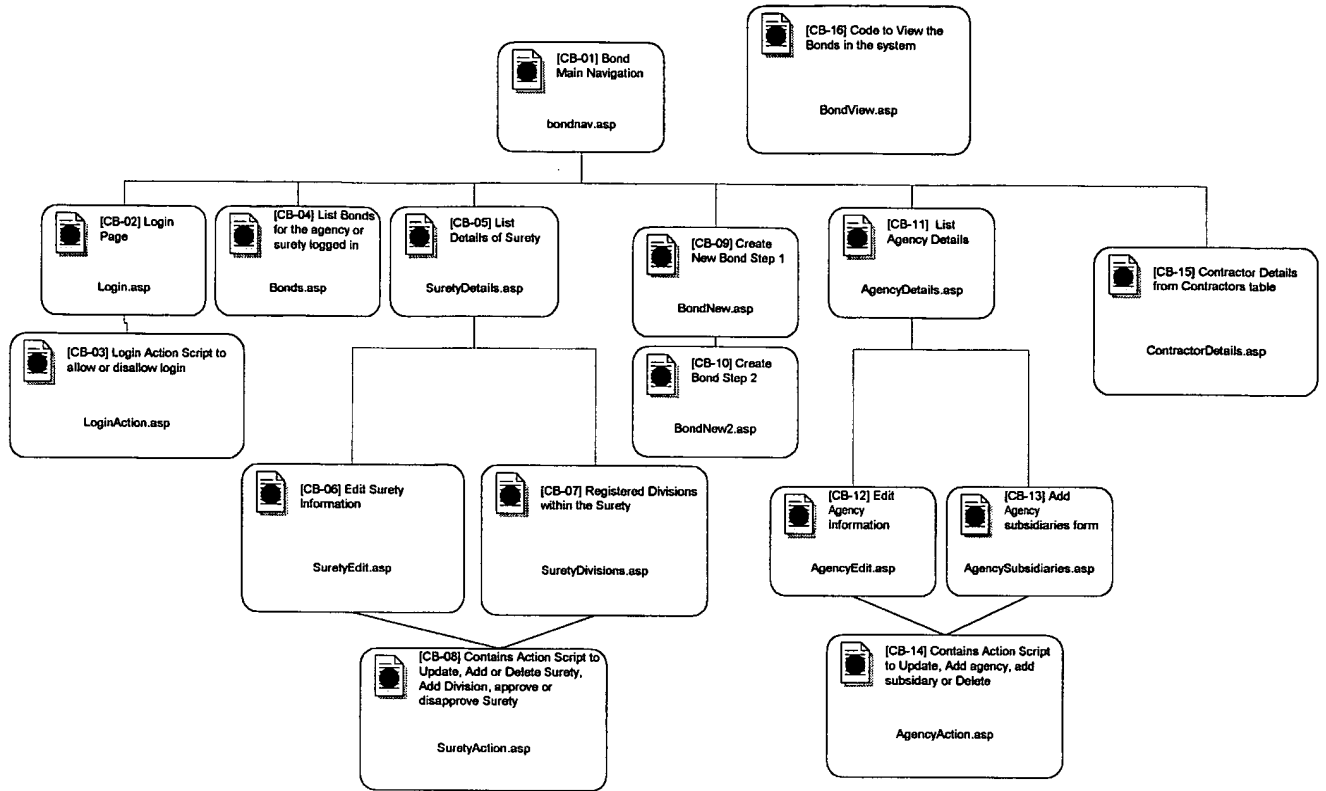 [CB-16] Code to View the
Bonds in the system
BondView.asp
[CB-01] Bond
Main Navigation
bondnav.asp
[CB-02] Login
Page
Login.asp
[CB-04] List Bonds
for the agency or
surety logged in
Bonds.asp
[CB-05] List
Details of Surety
SuretyDetails.asp
[CB-09] Create
New Bond Step 1
BondNew.asp
[CB-11] List
Agency Details
AgencyDetails.asp
[CB-15] Contractor Details
from Contractors table
ContractorDetails.asp
[CB-03] Login Action Script to
allow or disallow login
LoginAction.asp
[CB-10] Create
Bond Step 2
BondNew2.asp
[CB-06] Edit Surety
Information
SuretyEdit.asp
[CB-07] Registered Divisions
within the Surety
SuretyDivisions.asp
[CB-12] Edit
Agency
Information
AgencyEdit.asp
[CB-13] Add
Agency
subsidiaries form
AgencySubsidiaries.asp
[CB-08] Contains Action Script to
Update, Add or Delete Surety,
Add Division, approve or
disapprove Surety
SuretyAction.asp
[CB-14] Contains Action Script
to Update, Add agency, add
subsidary or Delete
AgencyAction.asp